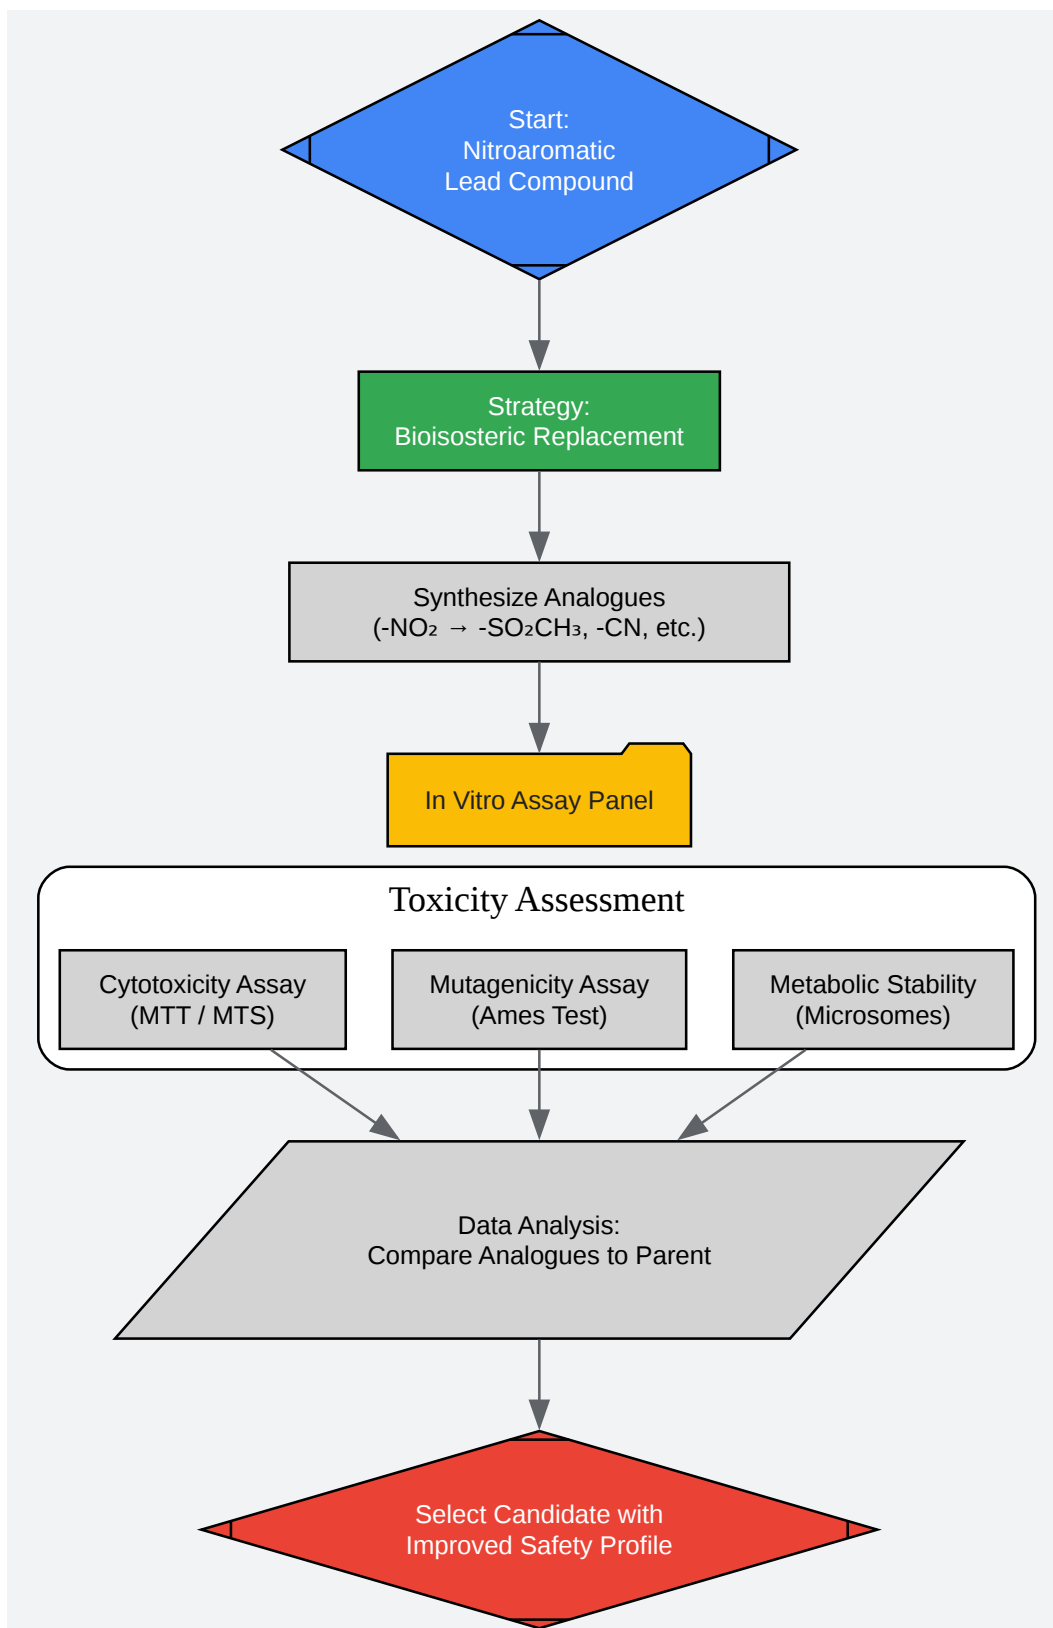 Start:
Nitroaromatic
Lead Compound
Strategy:
Bioisosteric Replacement
Synthesize Analogues
(-NO₂ → -SO₂CH₃, -CN, etc.)
In Vitro Assay Panel
Toxicity Assessment
Cytotoxicity Assay
(MTT / MTS)
Mutagenicity Assay
(Ames Test)
Metabolic Stability
(Microsomes)
Data Analysis:
Compare Analogues to Parent
Select Candidate with
Improved Safety Profile